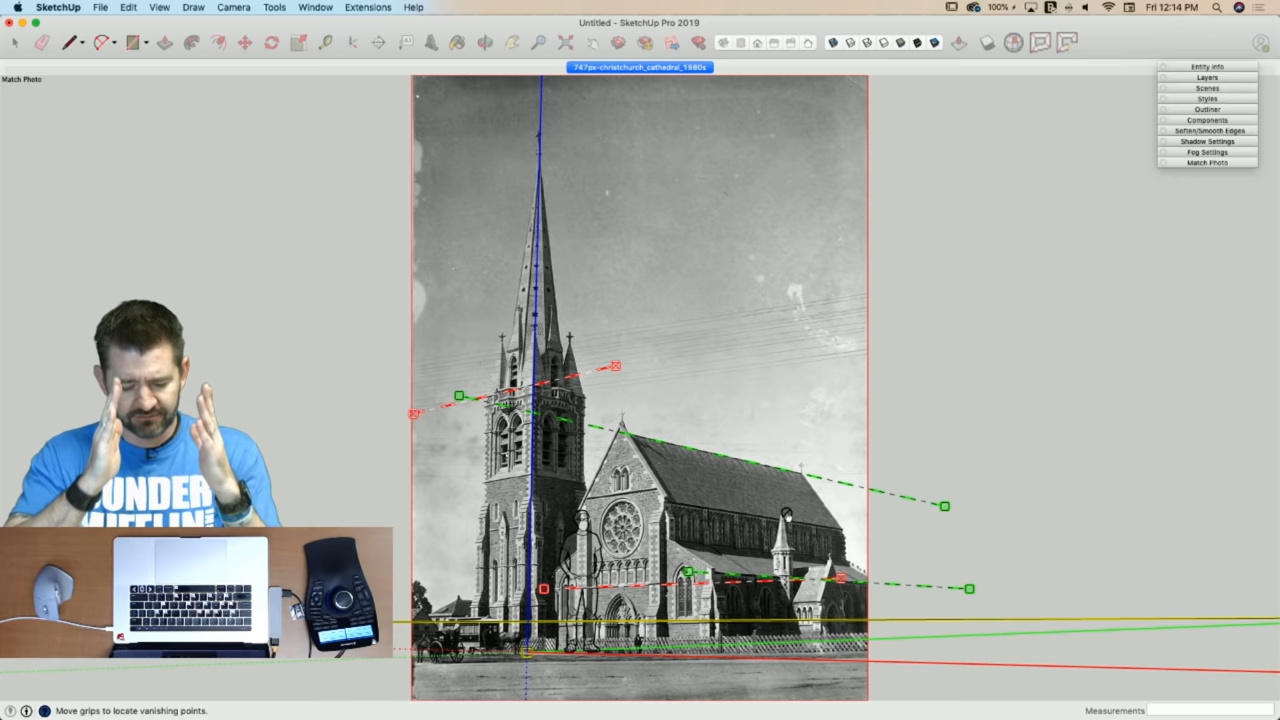 SketchUp File Edit View Draw Camera Tools Window Extensions Help
100%
Fri 12:14 PM
Untitled - SketchUp Pro 2019
747px-christchurch_cathedral_1880s
Match Photo
Entity Info
Layers
Scenes
Styles
Outliner
Components
Soften/Smooth Edges
Shadow Settings
Fog Settings
Match Photo
DUNDER
MIFFLIN
Move grips to locate vanishing points.
Measurements